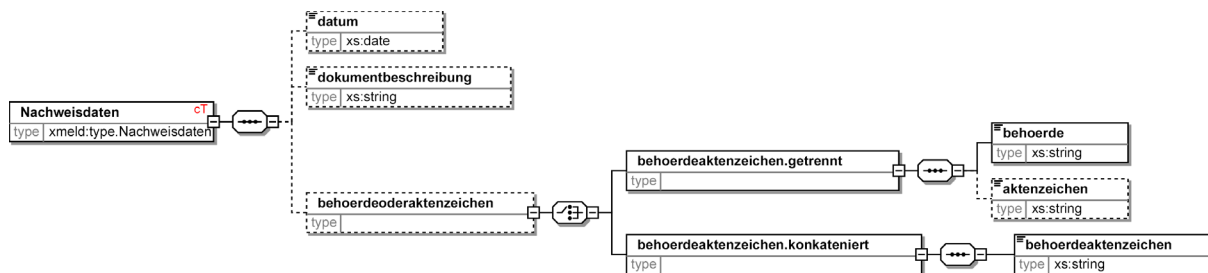 datum
type xs:date
dokumentbeschreibung
type xs:string
Nachweisdaten cT
type xmeld:type.Nachweisdaten
behoerdeoderaktenzeichen
type
behoerdeaktenzeichen.getrennt
type
behoerde
type xs:string
aktenzeichen
type xs:string
behoerdeaktenzeichen.konkateniert
type
behoerdeaktenzeichen
type xs:string